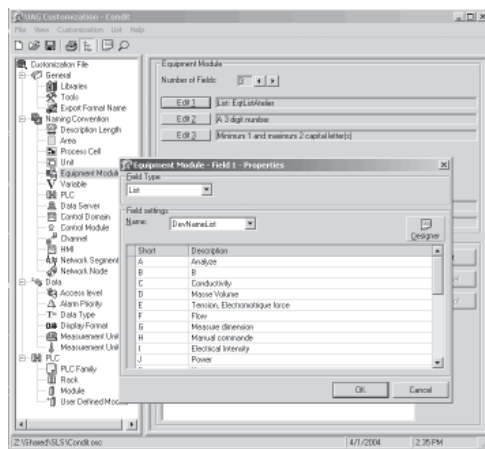 UAG Customization - Condit
File View Customization List Help
Customization File
General
Libraries
Tools
Export Format Name
Naming Convention
Description Length
Area
Process Cell
Unit
Equipment Module
Variable
PLC
Data Server
Control Domain
Control Module
Channel
HMI
Network Segment
Network Node
Data
Access level
Alarm Priority
Data Type
Display Format
Measurement Uni
Measurement Uni
PLC
PLC Family
Rack
Module
User Defined Mod
Equipment Module
Number of Fields: 3
Edit 1 List: EqtListAtelier
Edit 2 A 3 digit number
Edit 3 Minimum 1 and maximum 2 capital letter(s)
Equipment Module - Field 1 - Properties
Field Type:
List
Field settings
Name: DevNameList
Designer
Short Description
A Analyze
B B
C Conductivity
D Masse Volume
E Tension, Electromotrique force
F Flow
G Measure dimension
H Manual commande
I Electrical Intensity
J Power
OK Cancel
Z:\Shared\SLS\Condit.oxc 4/1/2004 2:35 PM